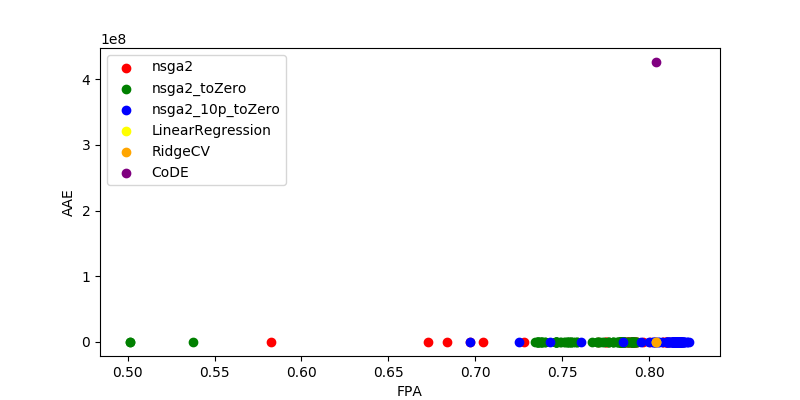 1e8
nsga2
nsga2_toZero
nsga2_10p_toZero
LinearRegression
RidgeCV
CoDE
4
3
2
1
0
AAE
0.50 0.55 0.60 0.65 0.70 0.75 0.80
FPA